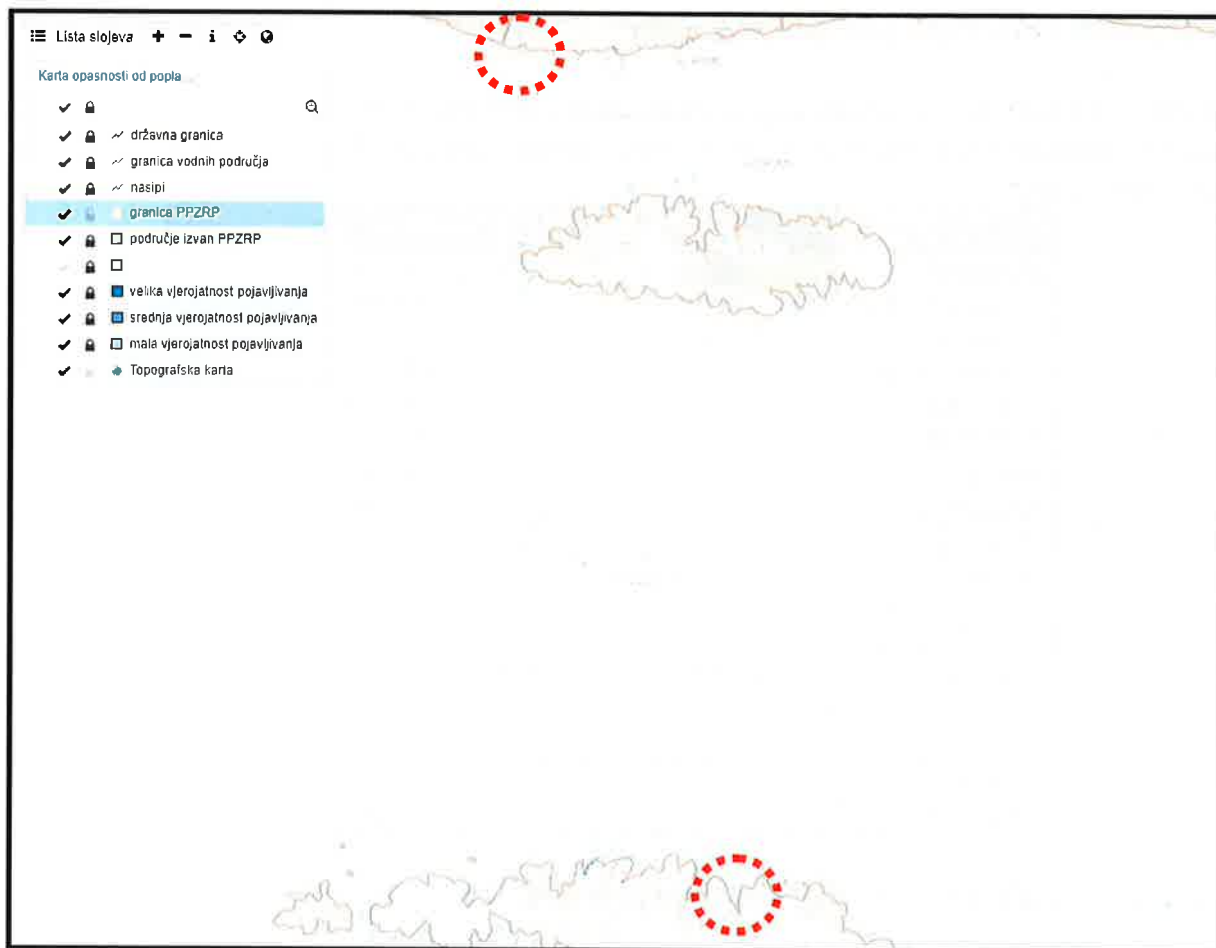 Lista slojeva + − i
Karta opasnosti od popla
državna granica
granica vodnih područja
nasipi
granica PPZRP
područje izvan PPZRP
velika vjerojatnost pojavljivanja
srednja vjerojatnost pojavljivanja
mala vjerojatnost pojavljivanja
Topografska karta